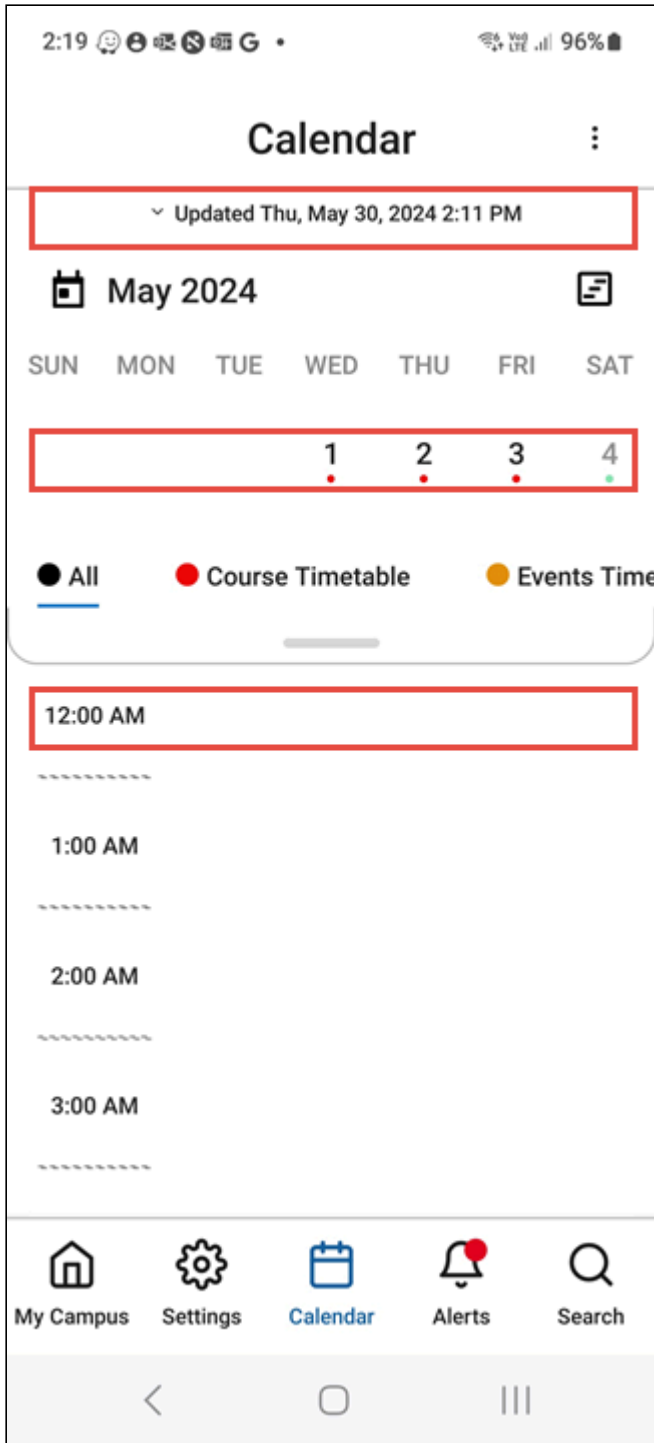 2:19 G • Vo) LTE 96%
Calendar
Updated Thu, May 30, 2024 2:11 PM
May 2024
SUN MON TUE WED THU FRI SAT
1 2 3 4
All Course Timetable Events Time
12:00 AM
1:00 AM
2:00 AM
3:00 AM
My Campus Settings Calendar Alerts Search